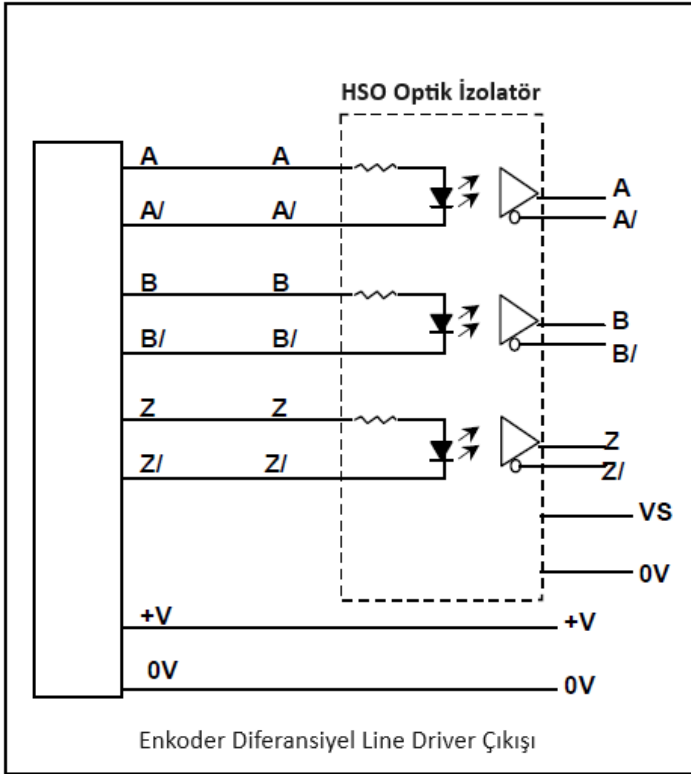 HSO Optik İzolatör
A A
A
A/ A/
A/
B B
B
B/ B/
B/
Z Z
Z
Z/ Z/
Z/
VS
0V
+V
+V
0V
0V
Enkoder Diferansiyel Line Driver Çıkışı